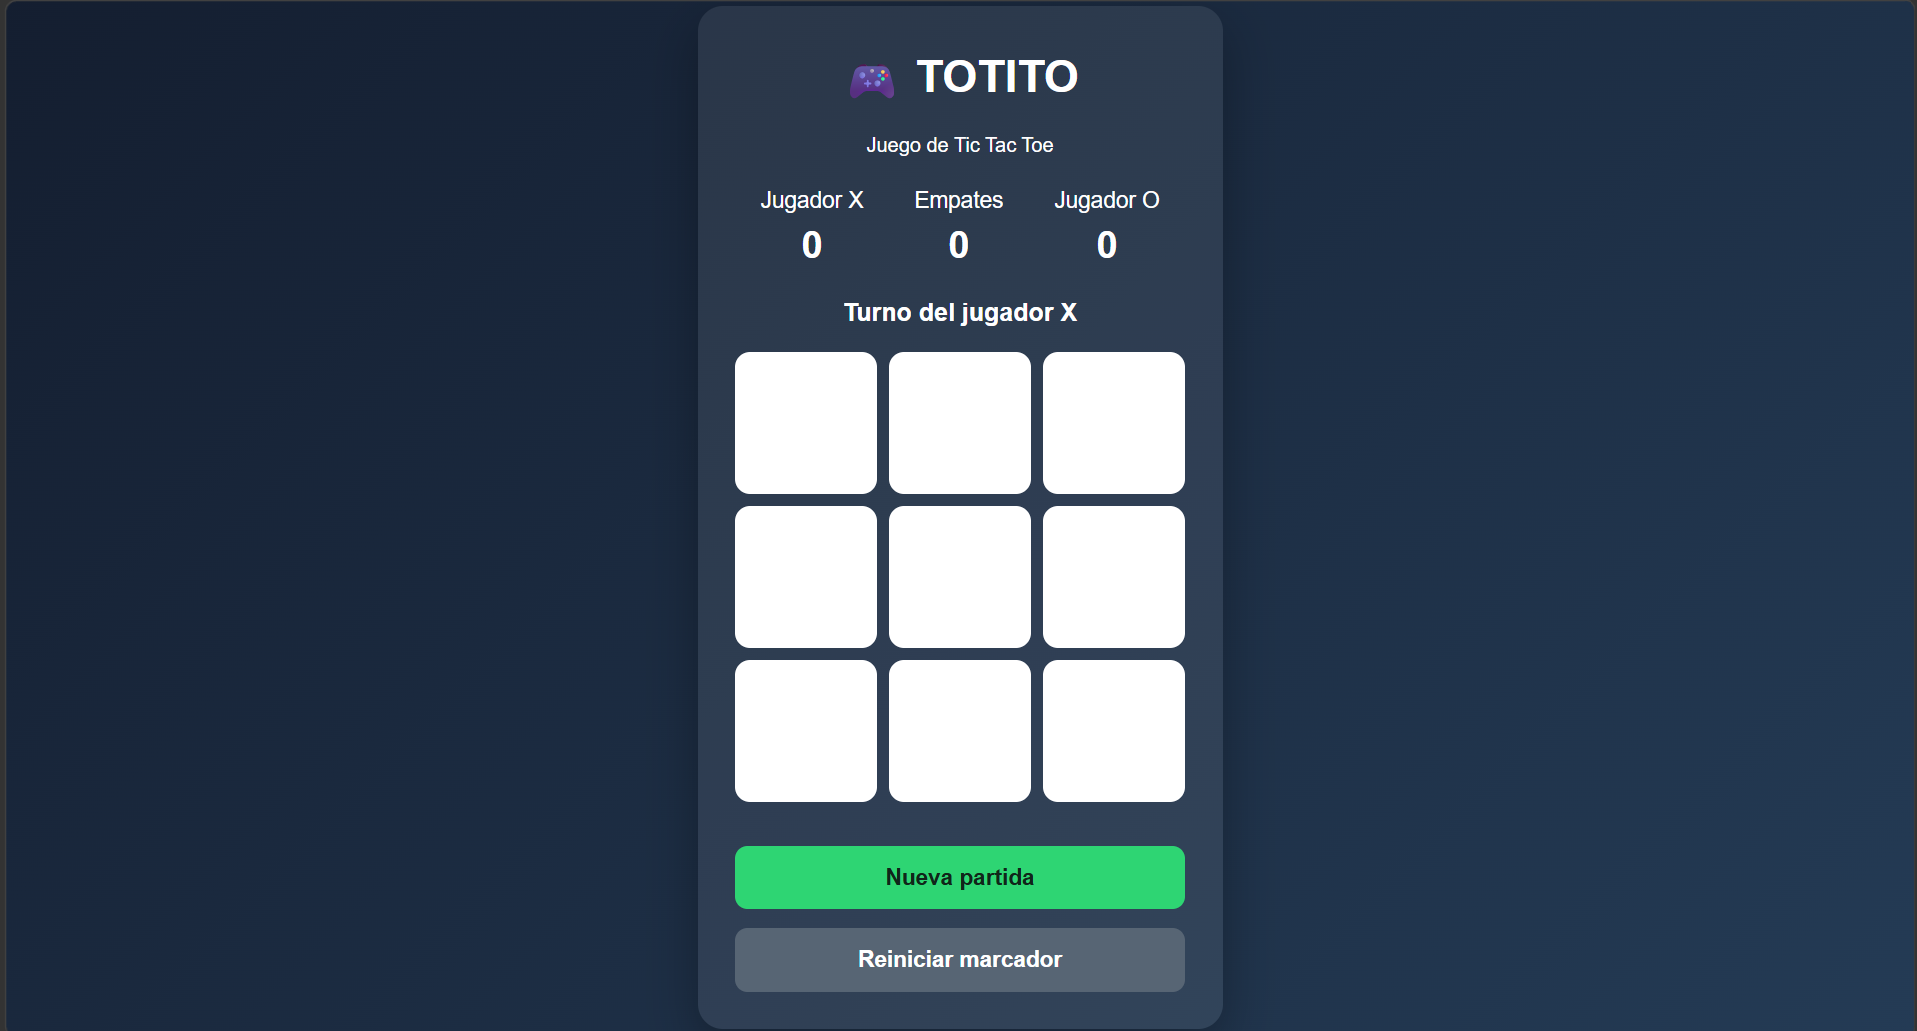 TOTITO
Juego de Tic Tac Toe
Jugador X Empates Jugador O
0 0 0
Turno del jugador X
Nueva partida
Reiniciar marcador